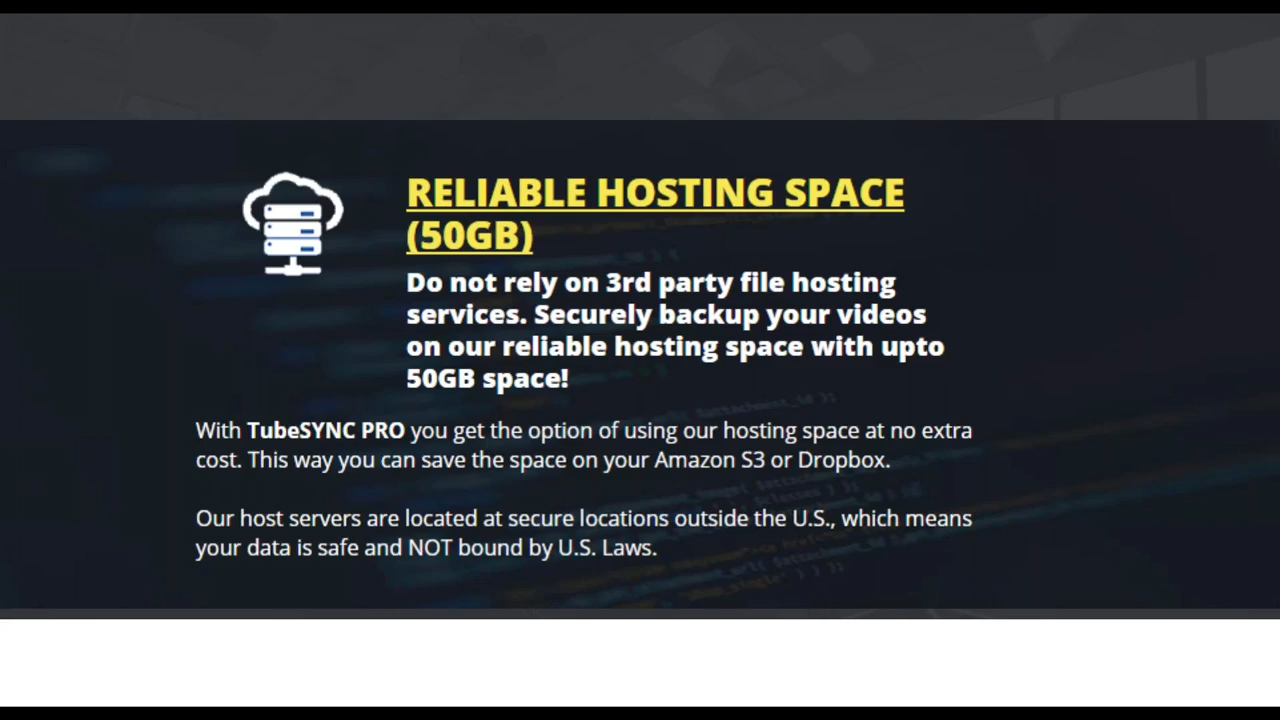 RELIABLE HOSTING SPACE
(50GB)
Do not rely on 3rd party file hosting
services. Securely backup your videos
on our reliable hosting space with upto
50GB space!
With TubeSYNC PRO you get the option of using our hosting space at no extra
cost. This way you can save the space on your Amazon S3 or Dropbox.
Our host servers are located at secure locations outside the U.S., which means
your data is safe and NOT bound by U.S. Laws.